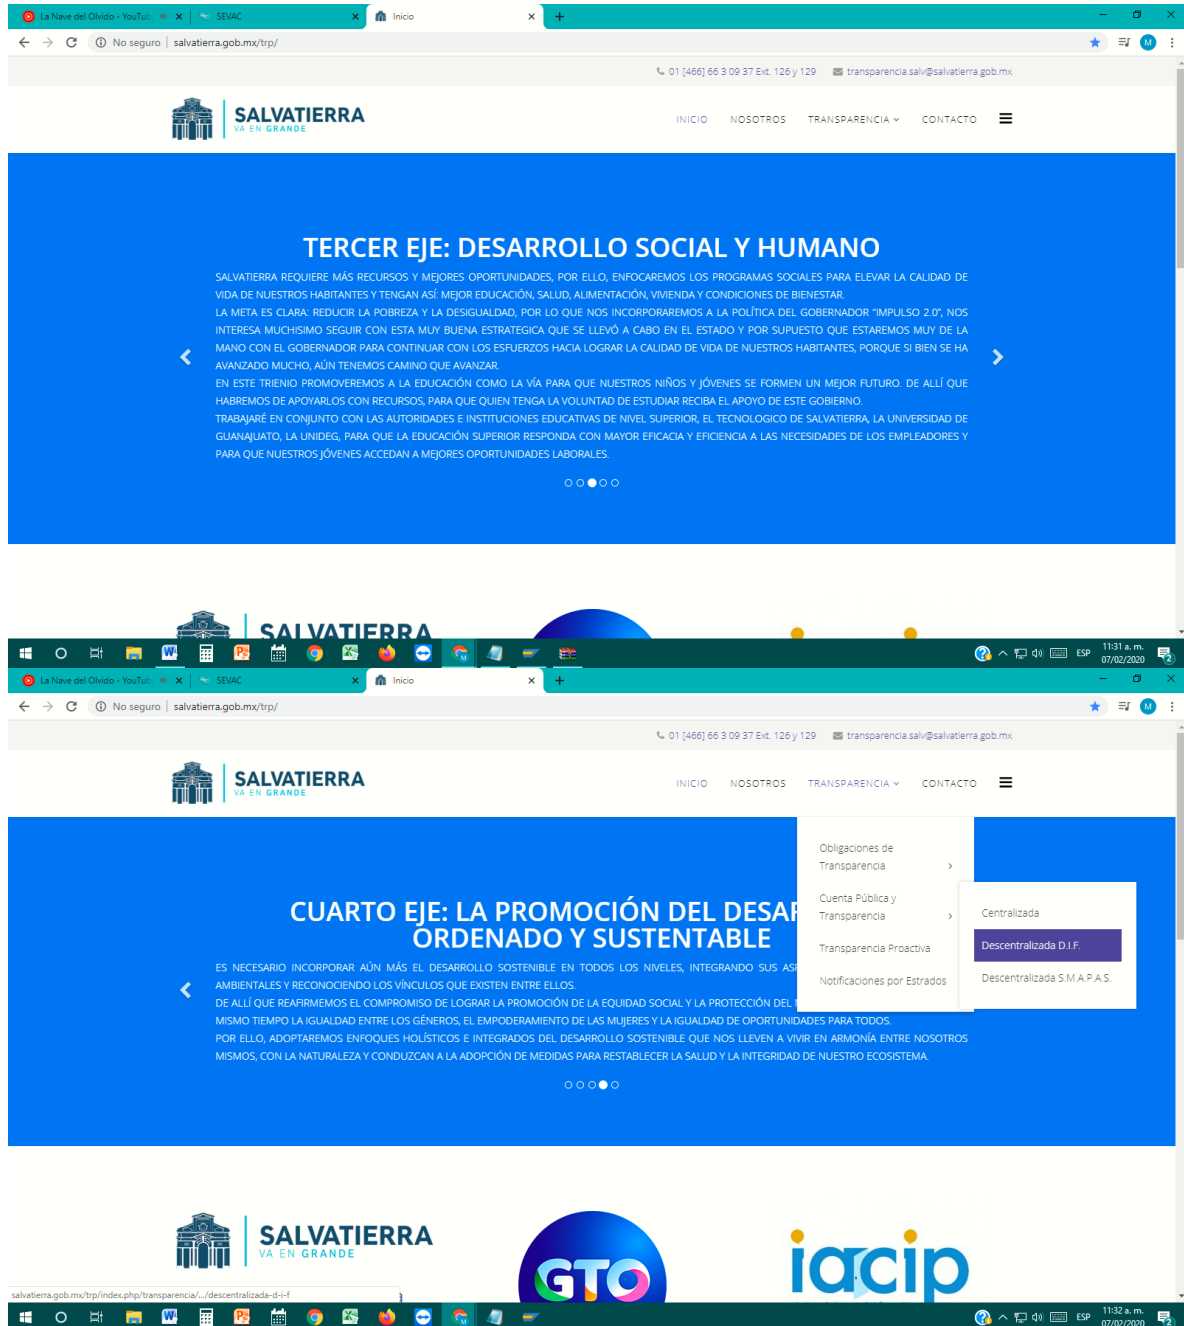 La Nave del Olvido - YouTub
SEVAC
Inicio
No seguro | salvatierra.gob.mx/trp/
M
01 [466] 66 3 09 37 Ext. 126 y 129
transparencia.salv@salvatierra.gob.mx
SALVATIERRA
VA EN GRANDE
INICIO
NOSOTROS
TRANSPARENCIA
CONTACTO
TERCER EJE: DESARROLLO SOCIAL Y HUMANO
SALVATIERRA REQUIERE MÁS RECURSOS Y MEJORES OPORTUNIDADES, POR ELLO, ENFOCAREMOS LOS PROGRAMAS SOCIALES PARA ELEVAR LA CALIDAD DE
VIDA DE NUESTROS HABITANTES Y TENGAN ASÍ: MEJOR EDUCACIÓN, SALUD, ALIMENTACIÓN, VIVIENDA Y CONDICIONES DE BIENESTAR.
LA META ES CLARA: REDUCIR LA POBREZA Y LA DESIGUALDAD, POR LO QUE NOS INCORPORAREMOS A LA POLÍTICA DEL GOBERNADOR "IMPULSO 2.0", NOS
INTERESA MUCHISIMO SEGUIR CON ESTA MUY BUENA ESTRATEGICA QUE SE LLEVÓ A CABO EN EL ESTADO Y POR SUPUESTO QUE ESTAREMOS MUY DE LA
MANO CON EL GOBERNADOR PARA CONTINUAR CON LOS ESFUERZOS HACIA LOGRAR LA CALIDAD DE VIDA DE NUESTROS HABITANTES, PORQUE SI BIEN SE HA
AVANZADO MUCHO, AÚN TENEMOS CAMINO QUE AVANZAR.
EN ESTE TRIENIO PROMOVEREMOS A LA EDUCACIÓN COMO LA VÍA PARA QUE NUESTROS NIÑOS Y JÓVENES SE FORMEN UN MEJOR FUTURO. DE ALLÍ QUE
HABREMOS DE APOYARLOS CON RECURSOS, PARA QUE QUIEN TENGA LA VOLUNTAD DE ESTUDIAR RECIBA EL APOYO DE ESTE GOBIERNO.
TRABAJARÉ EN CONJUNTO CON LAS AUTORIDADES E INSTITUCIONES EDUCATIVAS DE NIVEL SUPERIOR, EL TECNOLOGICO DE SALVATIERRA, LA UNIVERSIDAD DE
GUANAJUATO, LA UNIDEG, PARA QUE LA EDUCACIÓN SUPERIOR RESPONDA CON MAYOR EFICACIA Y EFICIENCIA A LAS NECESIDADES DE LOS EMPLEADORES Y
PARA QUE NUESTROS JÓVENES ACCEDAN A MEJORES OPORTUNIDADES LABORALES.
SALVATIERRA
ESP
11:31 a. m.
07/02/2020
2
La Nave del Olvido - YouTub
SEVAC
Inicio
No seguro | salvatierra.gob.mx/trp/
M
01 [466] 66 3 09 37 Ext. 126 y 129
transparencia.salv@salvatierra.gob.mx
SALVATIERRA
VA EN GRANDE
INICIO
NOSOTROS
TRANSPARENCIA
CONTACTO
Obligaciones de
Transparencia
Cuenta Pública y
Transparencia
Transparencia Proactiva
Notificaciones por Estrados
Centralizada
Descentralizada D.I.F.
Descentralizada S.M.A.P.A.S.
CUARTO EJE: LA PROMOCIÓN DEL DESAR
ORDENADO Y SUSTENTABLE
ES NECESARIO INCORPORAR AÚN MÁS EL DESARROLLO SOSTENIBLE EN TODOS LOS NIVELES, INTEGRANDO SUS ASP
AMBIENTALES Y RECONOCIENDO LOS VÍNCULOS QUE EXISTEN ENTRE ELLOS.
DE ALLÍ QUE REAFIRMEMOS EL COMPROMISO DE LOGRAR LA PROMOCIÓN DE LA EQUIDAD SOCIAL Y LA PROTECCIÓN DEL
MISMO TIEMPO LA IGUALDAD ENTRE LOS GÉNEROS, EL EMPODERAMIENTO DE LAS MUJERES Y LA IGUALDAD DE OPORTUNIDADES PARA TODOS.
POR ELLO, ADOPTAREMOS ENFOQUES HOLÍSTICOS E INTEGRADOS DEL DESARROLLO SOSTENIBLE QUE NOS LLEVEN A VIVIR EN ARMONÍA ENTRE NOSOTROS
MISMOS, CON LA NATURALEZA Y CONDUZCAN A LA ADOPCIÓN DE MEDIDAS PARA RESTABLECER LA SALUD Y LA INTEGRIDAD DE NUESTRO ECOSISTEMA.
SALVATIERRA
VA EN GRANDE
GTO
iacip
salvatierra.gob.mx/trp/index.php/transparencia/.../descentralizada-d-i-f
ESP
11:32 a. m.
07/02/2020